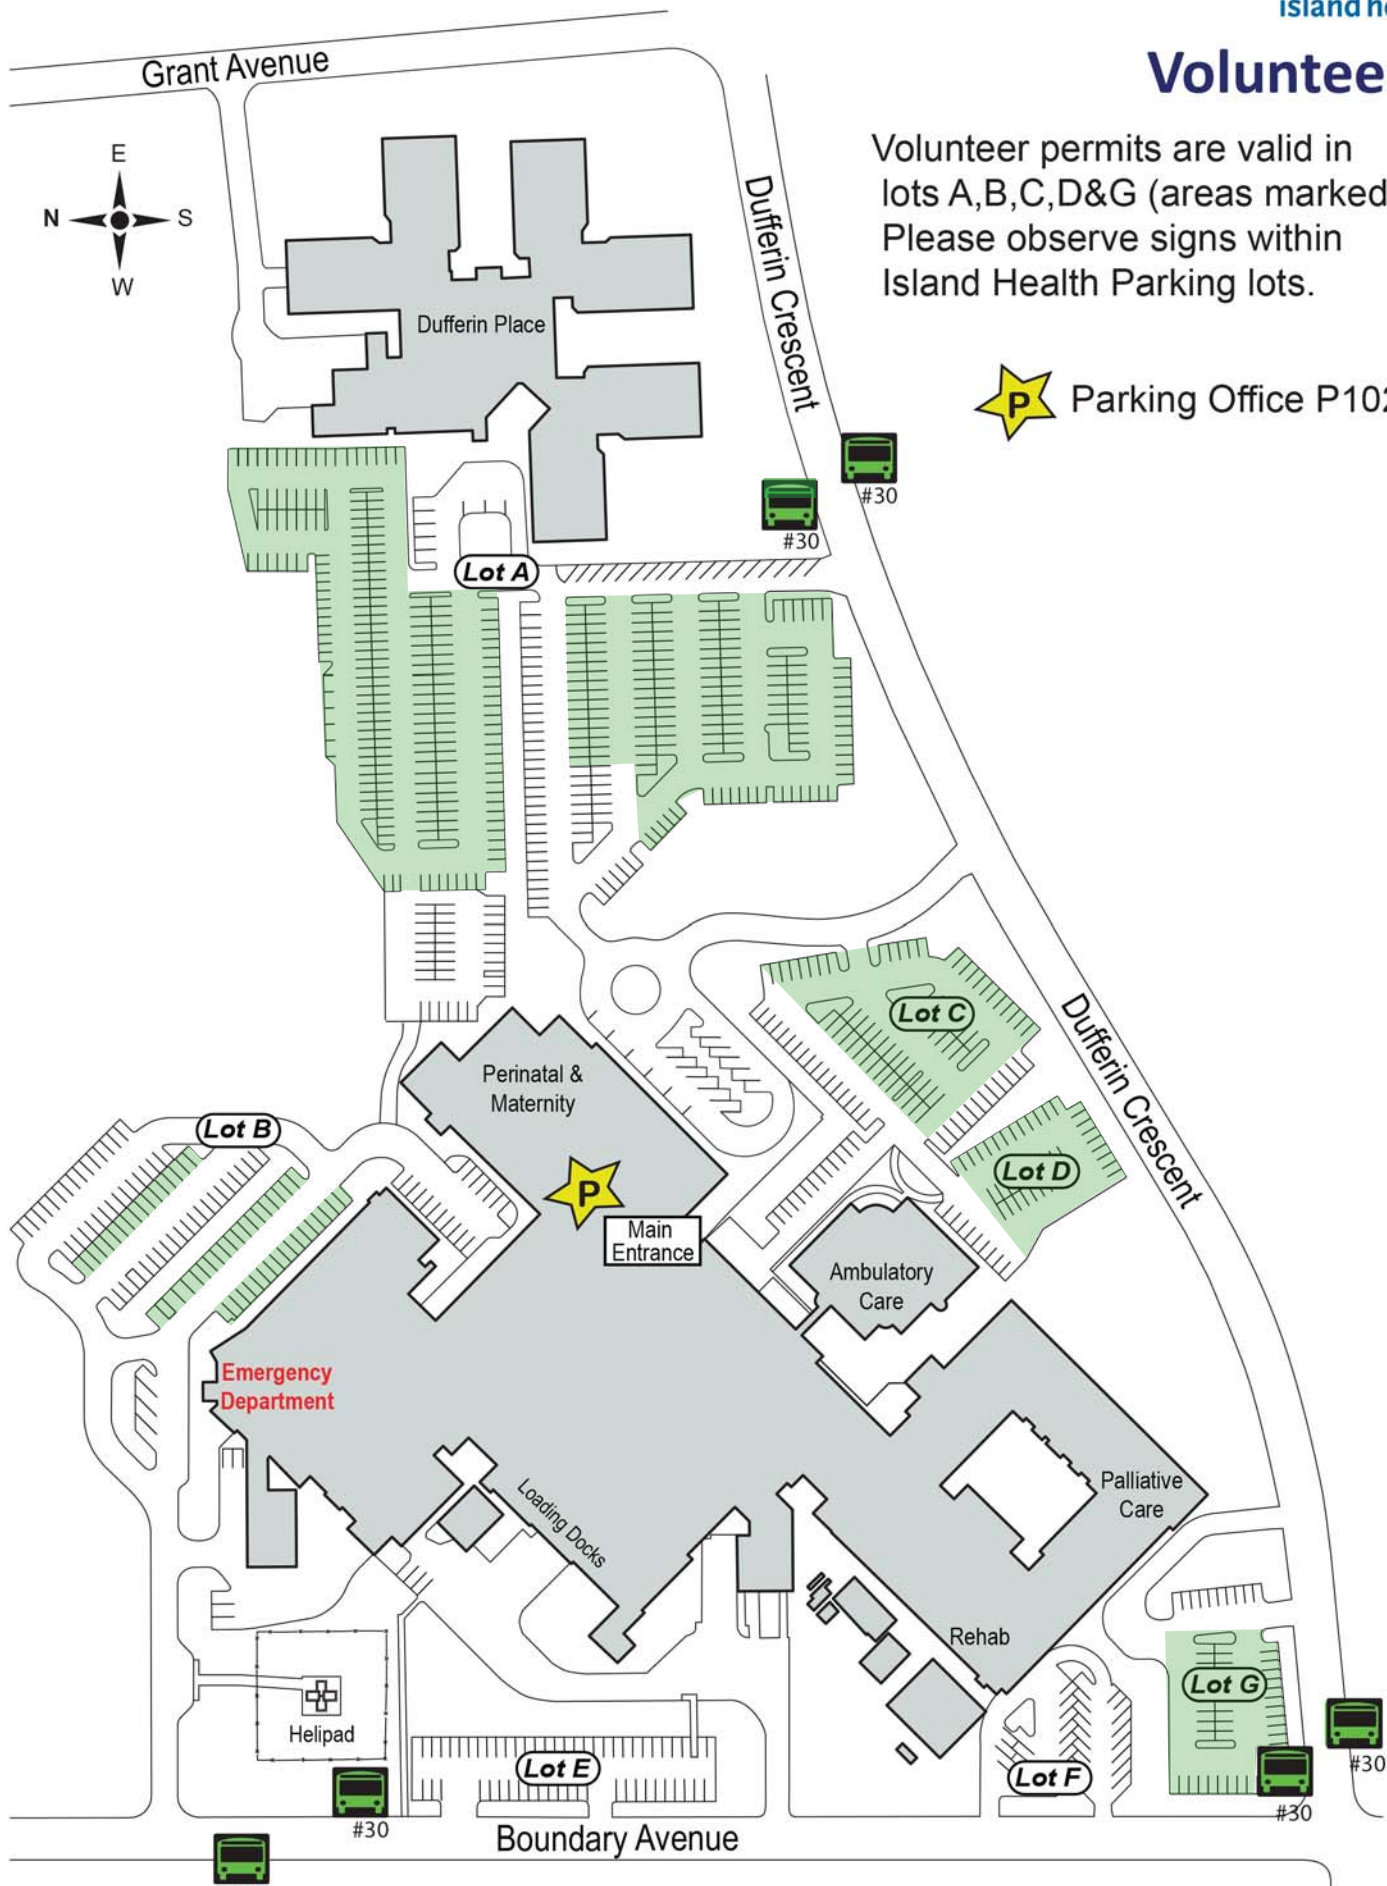 island he
Voluntee
Grant Avenue
Volunteer permits are valid in
lots A,B,C,D&G (areas marked
Please observe signs within
Island Health Parking lots.
E
N
S
W
Dufferin Crescent
Dufferin Place
P
Parking Office P102
#30
#30
Lot A
Lot C
Dufferin Crescent
Perinatal &
Maternity
Lot B
Lot D
P
Main
Entrance
Ambulatory
Care
Emergency
Department
Loading Docks
Palliative
Care
Rehab
Lot G
Helipad
Lot E
Lot F
#30
#30
#30
Boundary Avenue